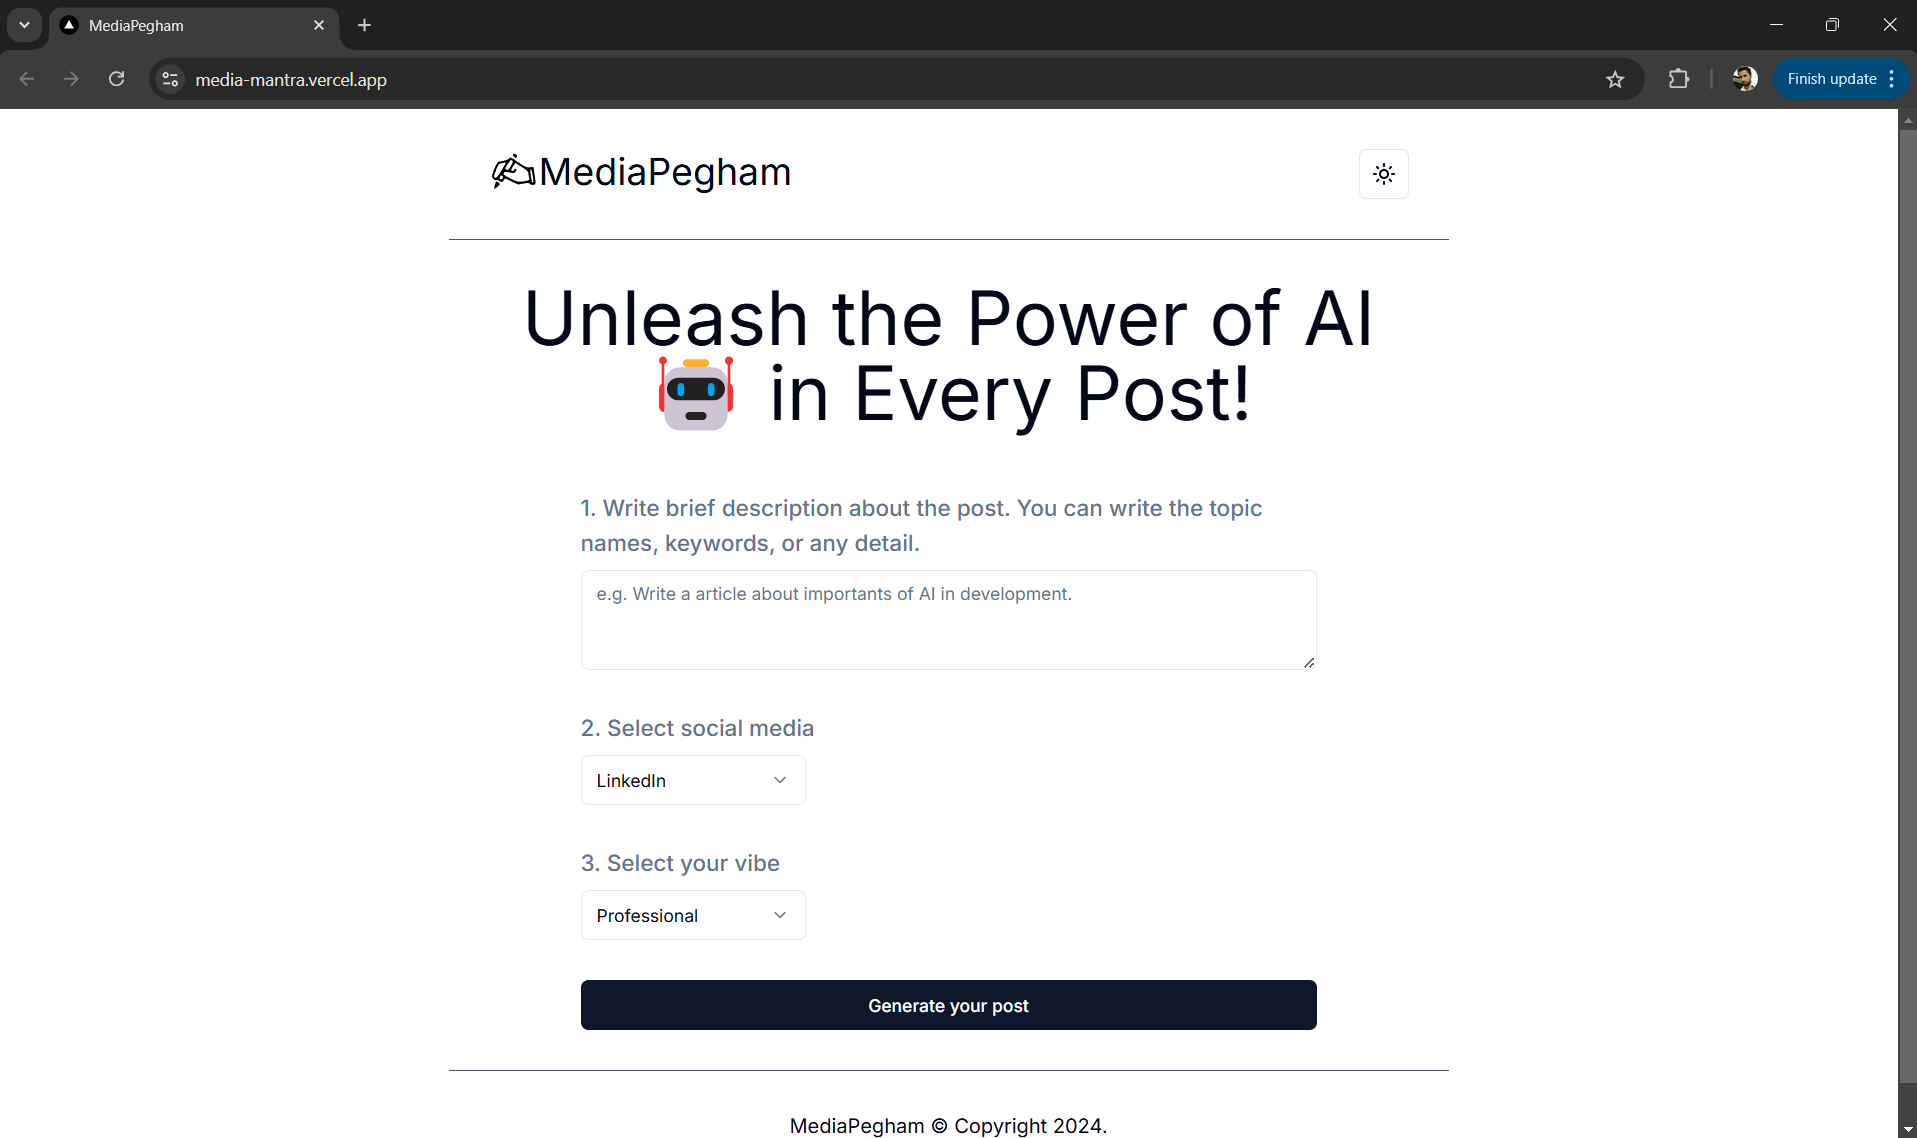 MediaPegham
media-mantra.vercel.app
Finish update
MediaPegham
Unleash the Power of AI
in Every Post!
1. Write brief description about the post. You can write the topic
names, keywords, or any detail.
e.g. Write a article about importants of AI in development.
2. Select social media
LinkedIn
3. Select your vibe
Professional
Generate your post
MediaPegham © Copyright 2024.